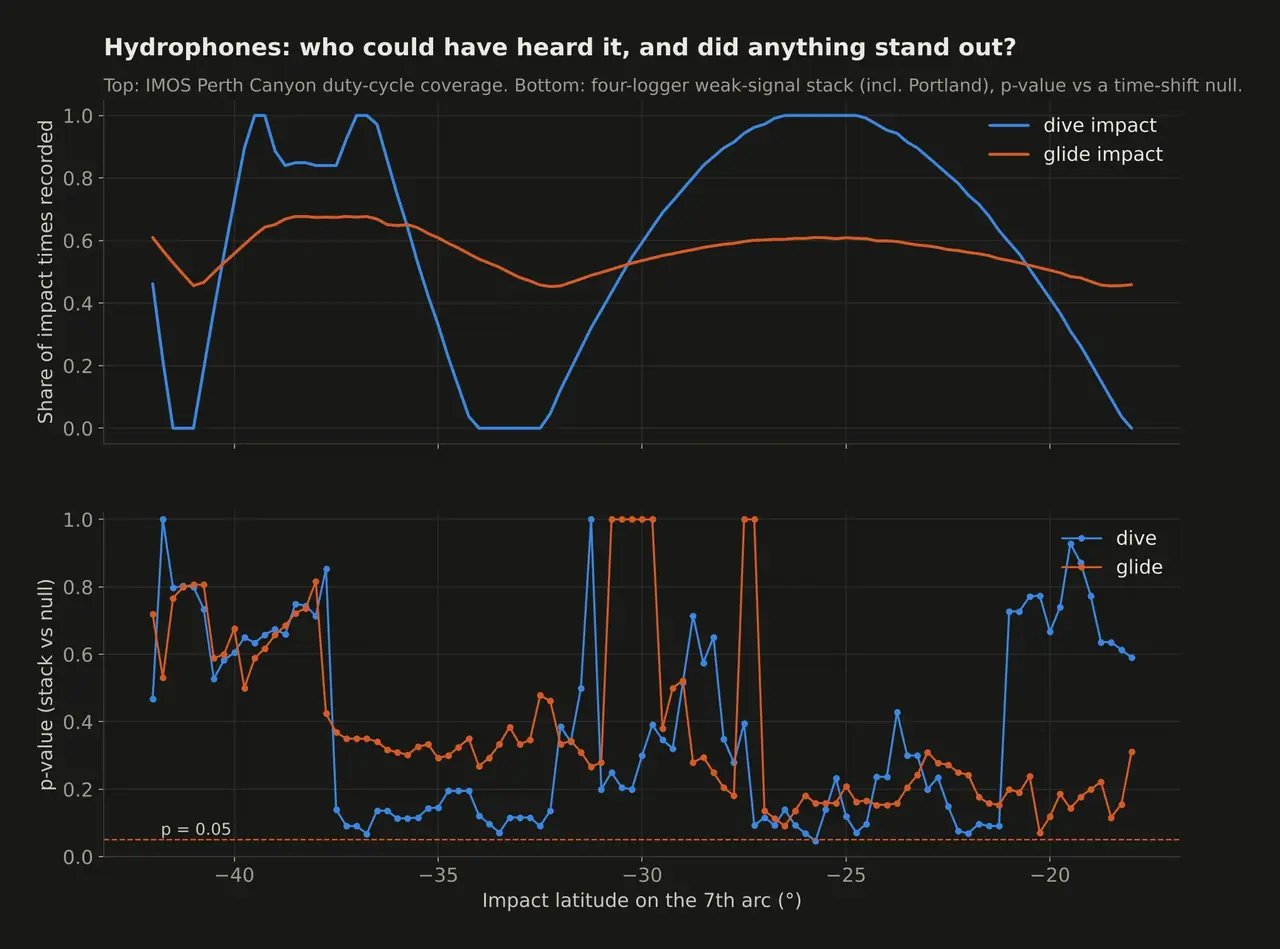 Hydrophones: who could have heard it, and did anything stand out?
Top: IMOS Perth Canyon duty-cycle coverage. Bottom: four-logger weak-signal stack (incl. Portland), p-value vs a time-shift null.
Share of impact times recorded
1.0
0.8
0.6
0.4
0.2
0.0
dive impact
glide impact
p-value (stack vs null)
1.0
0.8
0.6
0.4
0.2
0.0
dive
glide
p = 0.05
−40
−35
−30
−25
−20
Impact latitude on the 7th arc (°)